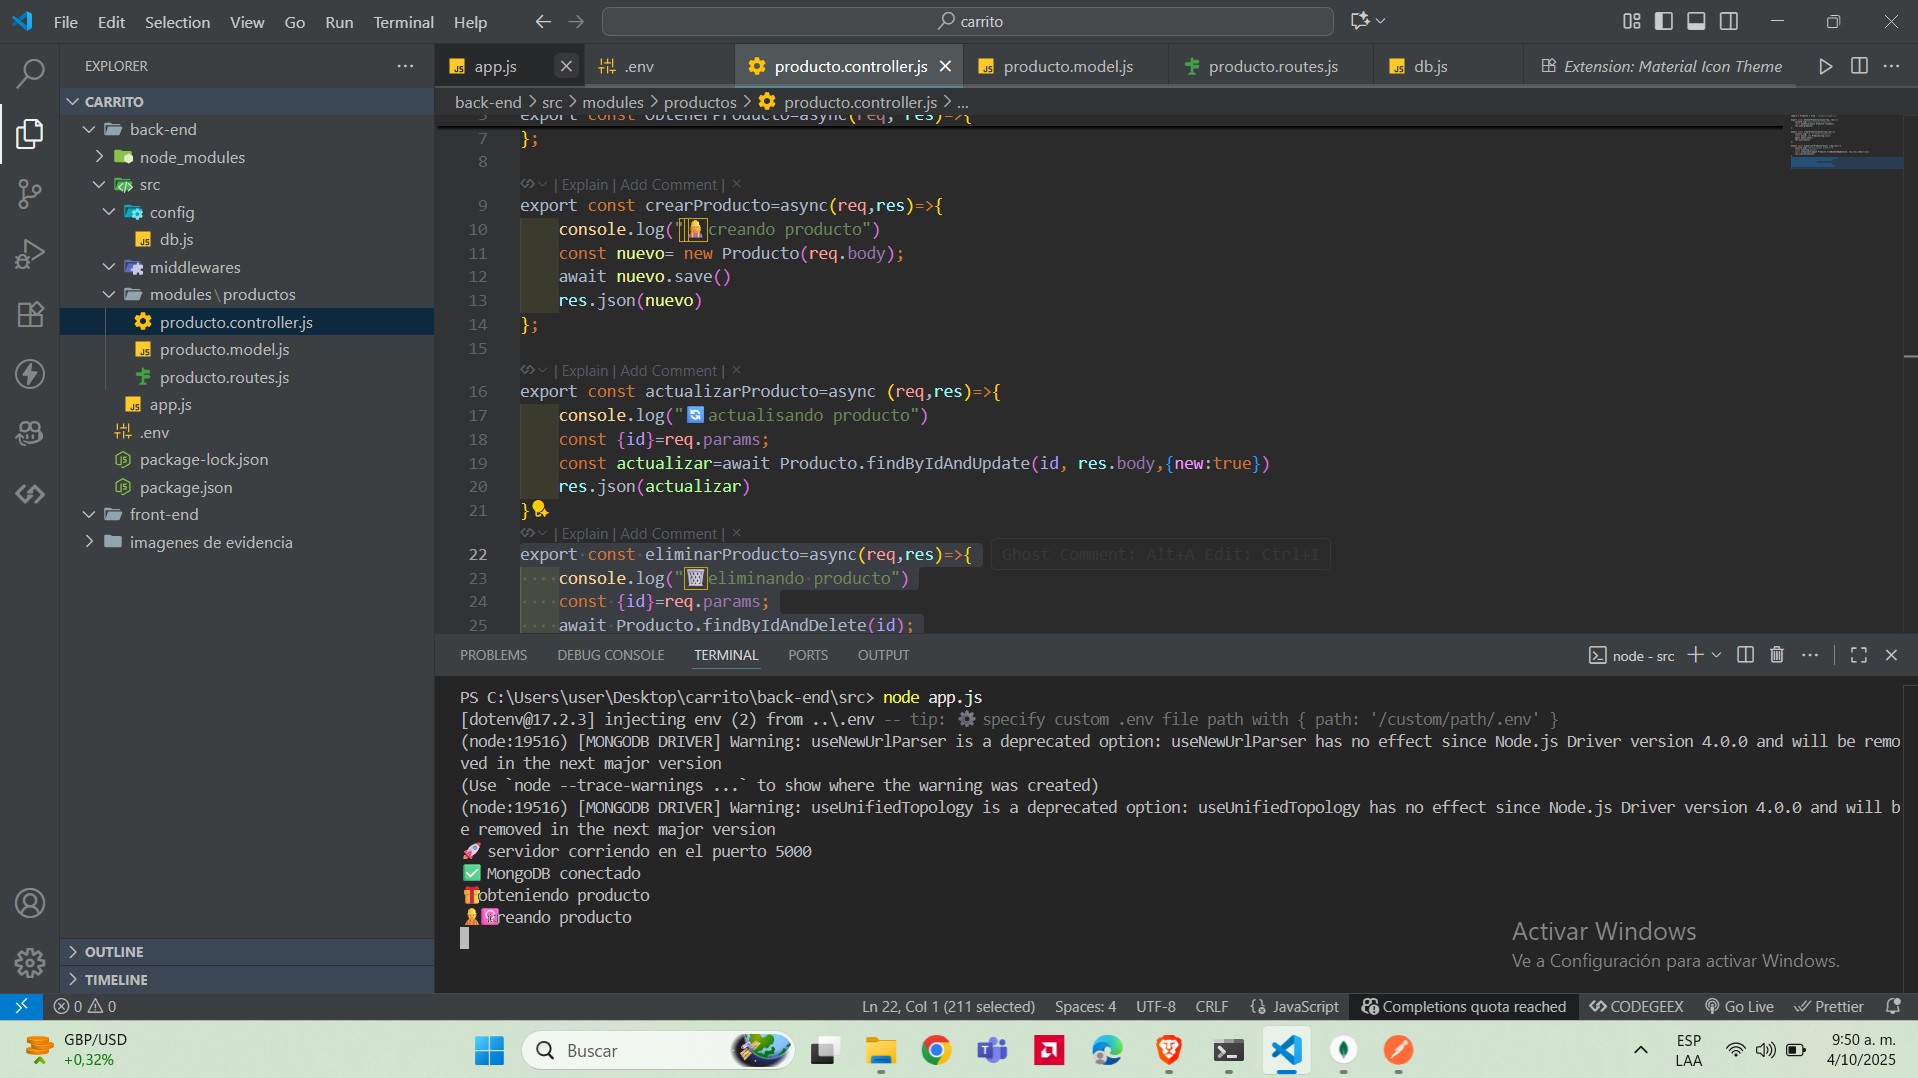 File Edit Selection View Go Run Terminal Help
carrito
EXPLORER
CARRITO
back-end
node_modules
src
config
db.js
middlewares
modules\productos
producto.controller.js
producto.model.js
producto.routes.js
app.js
.env
package-lock.json
package.json
front-end
imagenes de evidencia
OUTLINE
TIMELINE
app.js .env producto.controller.js producto.model.js producto.routes.js db.js Extension: Material Icon Theme
back-end > src > modules > productos > producto.controller.js > ...
export const obtenerProducto=async(req, res)=>{
7 };
8
| Explain | Add Comment | ×
9 export const crearProducto=async(req,res)=>{
10 console.log("creando producto")
11 const nuevo= new Producto(req.body);
12 await nuevo.save()
13 res.json(nuevo)
14 };
15
| Explain | Add Comment | ×
16 export const actualizarProducto=async (req,res)=>{
17 console.log("🔄actualisando producto")
18 const {id}=req.params;
19 const actualizar=await Producto.findByIdAndUpdate(id, res.body,{new:true})
20 res.json(actualizar)
21 }
| Explain | Add Comment | ×
22 export const eliminarProducto=async(req,res)=>{ Ghost Comment: Alt+A Edit: Ctrl+I
23 console.log("🗑eliminando producto")
24 const {id}=req.params;
25 await Producto.findByIdAndDelete(id);
PROBLEMS DEBUG CONSOLE TERMINAL PORTS OUTPUT
node - src
PS C:\Users\user\Desktop\carrito\back-end\src> node app.js
[dotenv@17.2.3] injecting env (2) from ..\.env -- tip: ⚙ specify custom .env file path with { path: '/custom/path/.env' }
(node:19516) [MONGODB DRIVER] Warning: useNewUrlParser is a deprecated option: useNewUrlParser has no effect since Node.js Driver version 4.0.0 and will be remo
ved in the next major version
(Use `node --trace-warnings ...` to show where the warning was created)
(node:19516) [MONGODB DRIVER] Warning: useUnifiedTopology is a deprecated option: useUnifiedTopology has no effect since Node.js Driver version 4.0.0 and will b
e removed in the next major version
🚀 servidor corriendo en el puerto 5000
✅ MongoDB conectado
🎁obteniendo producto
creando producto
Activar Windows
Ve a Configuración para activar Windows.
0 0
Ln 22, Col 1 (211 selected) Spaces: 4 UTF-8 CRLF {} JavaScript Completions quota reached CODEGEEX Go Live Prettier
GBP/USD
+0,32%
Buscar
ESP
LAA
9:50 a. m.
4/10/2025